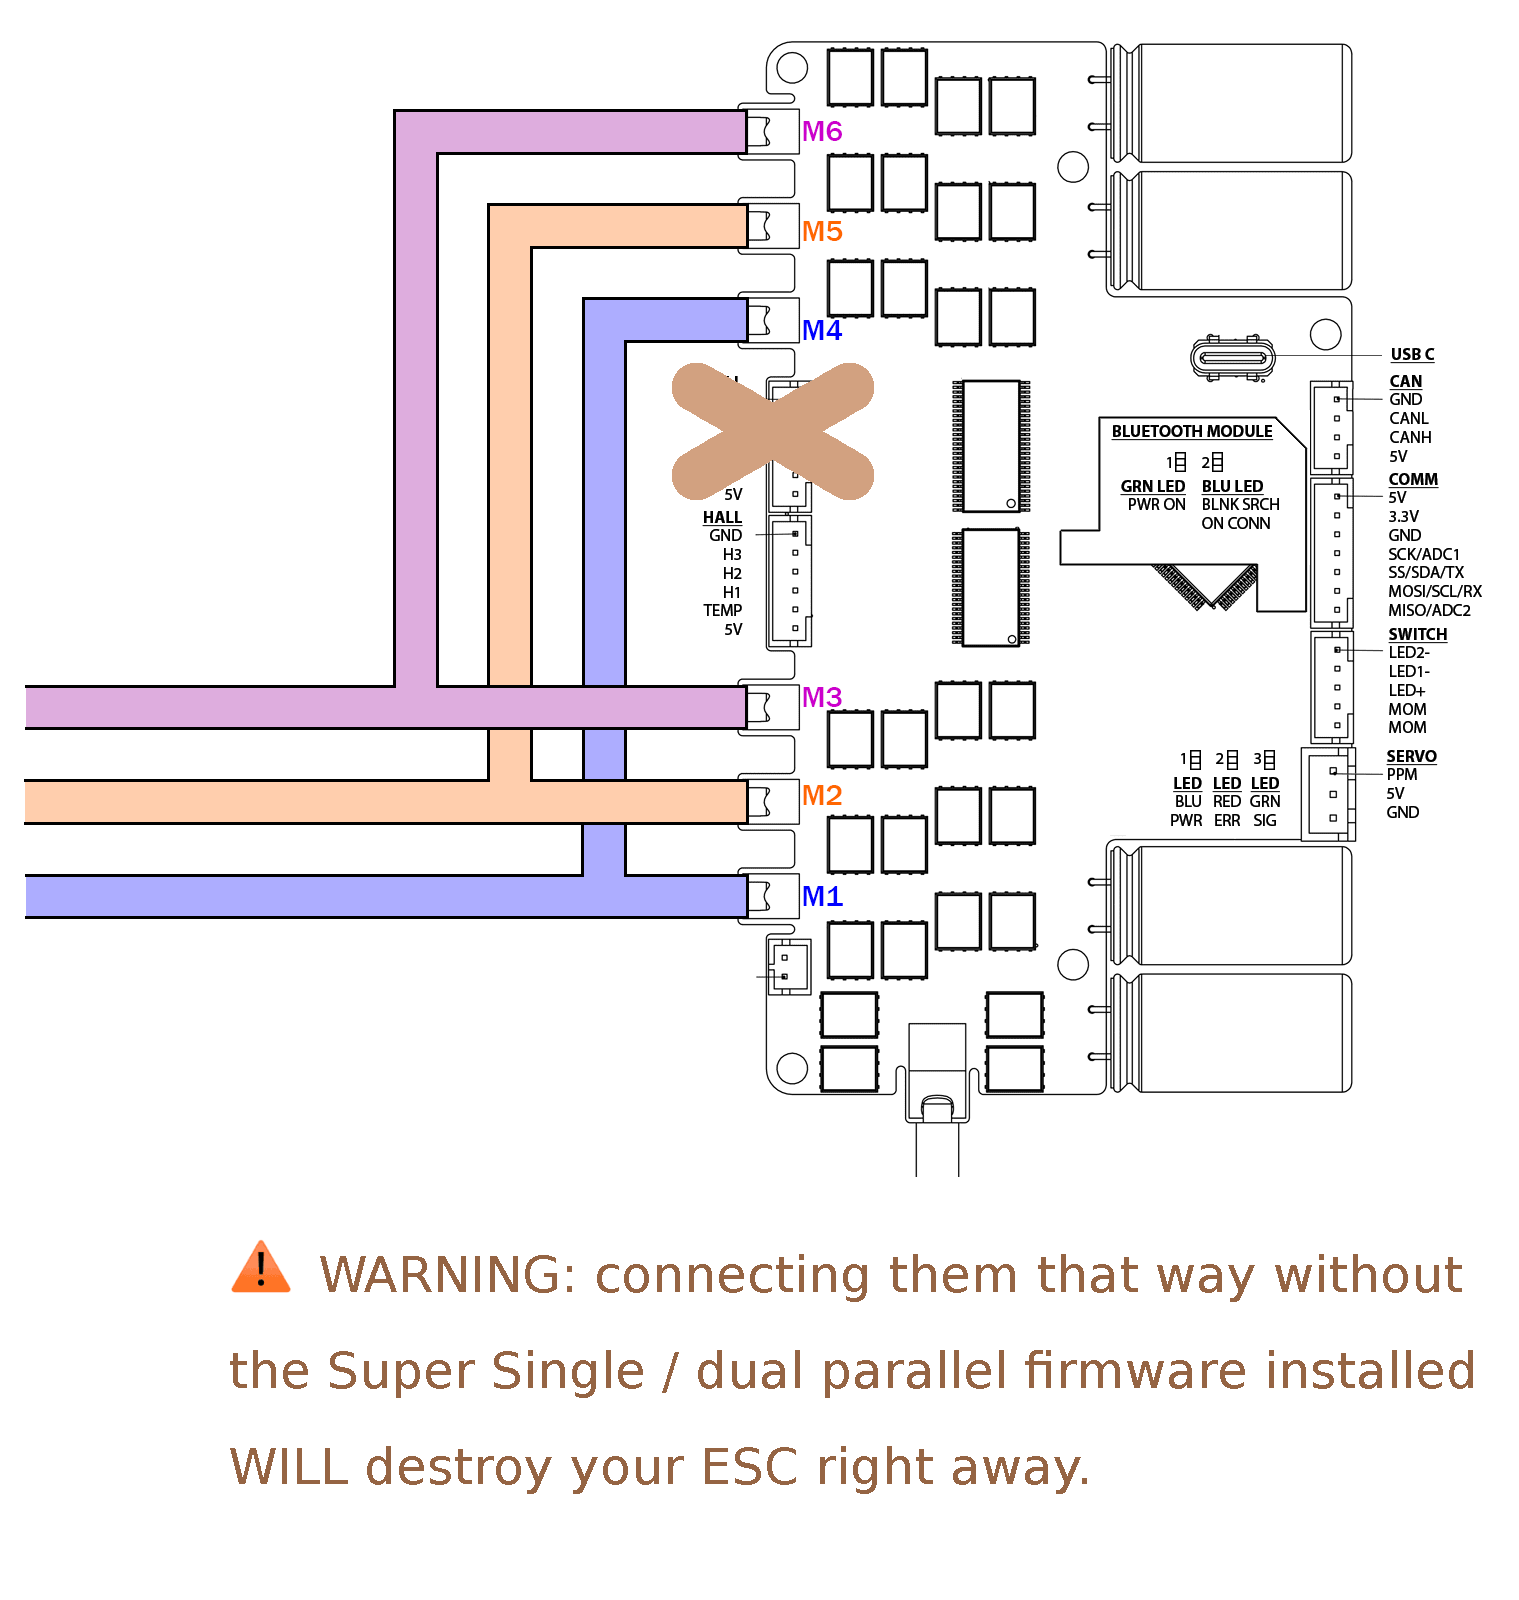 M6
M5
M4
USB C
CAN
GND
CANL
CANH
5V
BLUETOOTH MODULE
1 2
GRN LED BLU LED
PWR ON BLNK SRCH
ON CONN
COMM
5V
3.3V
GND
SCK/ADC1
SS/SDA/TX
MOSI/SCL/RX
MISO/ADC2
5V
HALL
GND
H3
H2
H1
TEMP
5V
SWITCH
LED2-
LED1-
LED+
MOM
MOM
M3
M2
M1
1 2 3
LED LED LED
BLU RED GRN
PWR ERR SIG
SERVO
PPM
5V
GND
! WARNING: connecting them that way without
the Super Single / dual parallel firmware installed
WILL destroy your ESC right away.